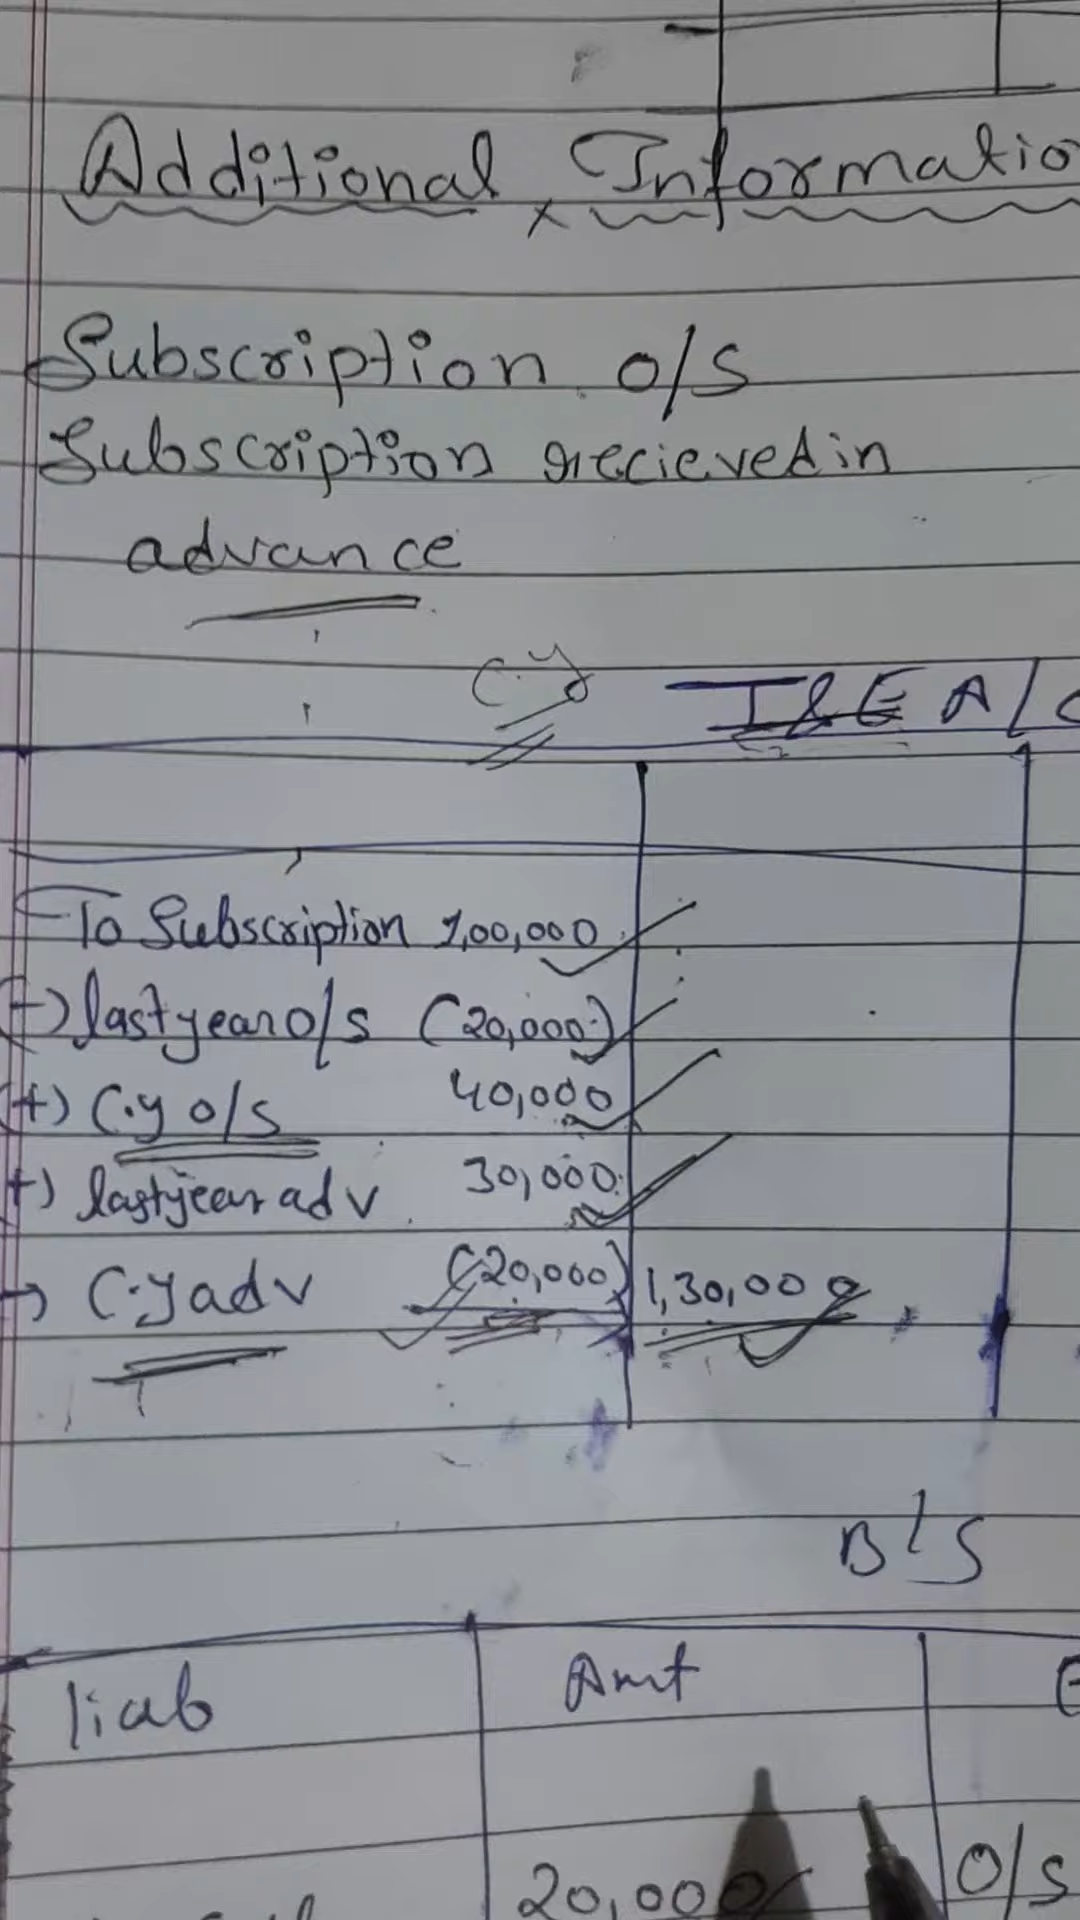 Additional Informatio
Subscription o/s
Subscription recieved in
advance
C.y
I&E A/C
To Subscription 1,00,000
(-) last year o/s (20,000)
(+) C.y o/s 40,000
(+) last year adv 30,000
(-) C.y adv (20,000) 1,30,000
B/S
liab Amt
20,000 O/S